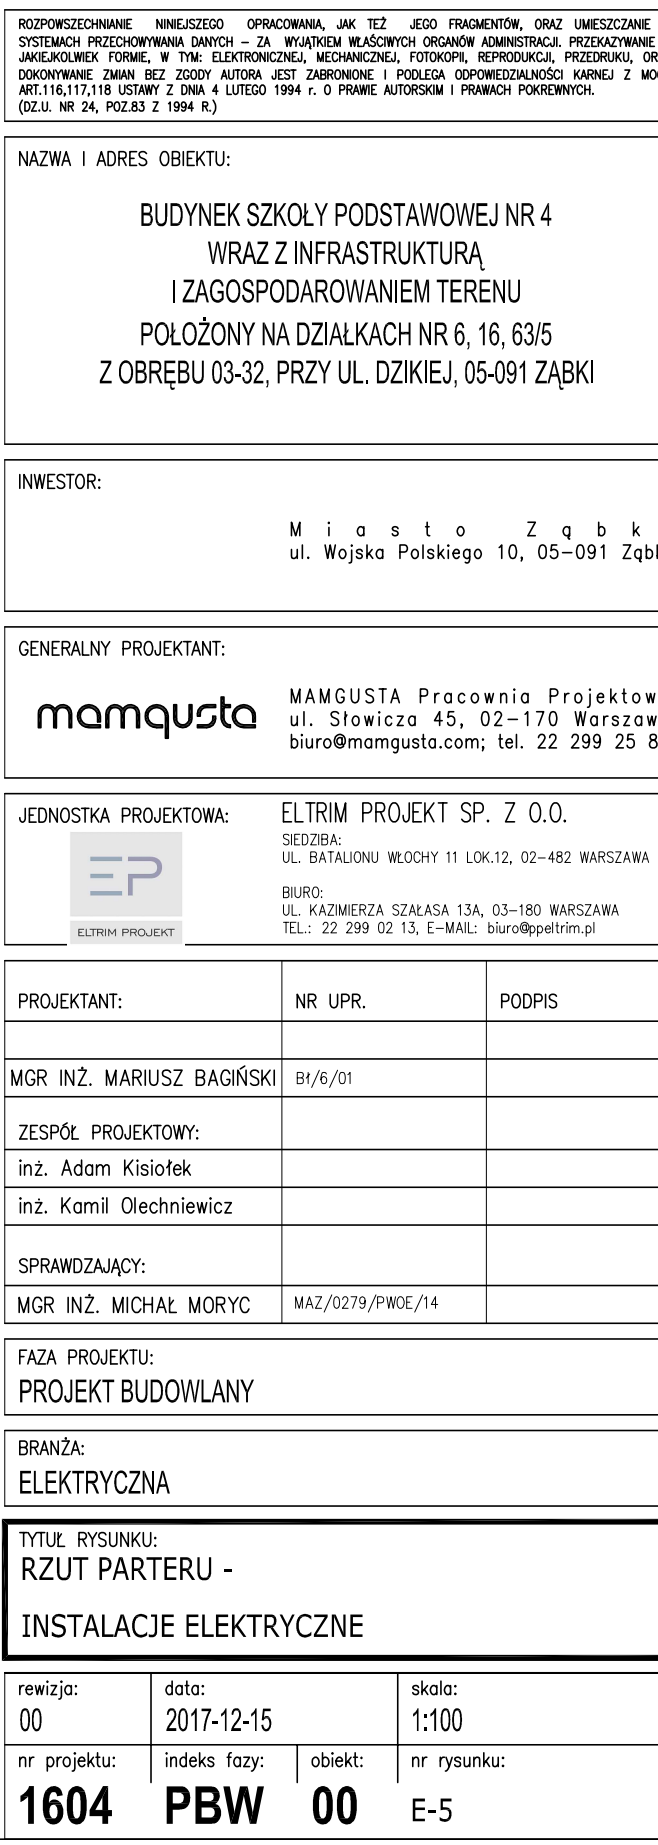 ROZPOWSZECHNIANIE NINIEJSZEGO OPRACOWANIA, JAK TEŻ JEGO FRAGMENTÓW, ORAZ UMIESZCZANIE
SYSTEMACH PRZECHOWYWANIA DANYCH – ZA WYJĄTKIEM WŁAŚCIWYCH ORGANÓW ADMINISTRACJI. PRZEKAZYWANIE
JAKIEJKOLWIEK FORMIE, W TYM: ELEKTRONICZNEJ, MECHANICZNEJ, FOTOKOPII, REPRODUKCJI, PRZEDRUKU, OR
DOKONYWANIE ZMIAN BEZ ZGODY AUTORA JEST ZABRONIONE I PODLEGA ODPOWIEDZIALNOŚCI KARNEJ Z MO
ART.116,117,118 USTAWY Z DNIA 4 LUTEGO 1994 r. O PRAWIE AUTORSKIM I PRAWACH POKREWNYCH.
(DZ.U. NR 24, POZ.83 Z 1994 R.)
NAZWA I ADRES OBIEKTU:
BUDYNEK SZKOŁY PODSTAWOWEJ NR 4
WRAZ Z INFRASTRUKTURĄ
I ZAGOSPODAROWANIEM TERENU
POŁOŻONY NA DZIAŁKACH NR 6, 16, 63/5
Z OBRĘBU 03-32, PRZY UL. DZIKIEJ, 05-091 ZĄBKI
INWESTOR:
Miasto Ząbk
ul. Wojska Polskiego 10, 05–091 Ząbk
GENERALNY PROJEKTANT:
mamgusta
MAMGUSTA Pracownia Projektow
ul. Słowicza 45, 02–170 Warszaw
biuro@mamgusta.com; tel. 22 299 25 8
JEDNOSTKA PROJEKTOWA:
ELTRIM PROJEKT SP. Z O.O.
SIEDZIBA:
UL. BATALIONU WŁOCHY 11 LOK.12, 02–482 WARSZAWA
EP
BIURO:
UL. KAZIMIERZA SZAŁASA 13A, 03–180 WARSZAWA
TEL.: 22 299 02 13, E–MAIL: biuro@ppeltrim.pl
ELTRIM PROJEKT
PROJEKTANT: NR UPR. PODPIS
MGR INŻ. MARIUSZ BAGIŃSKI Bł/6/01
ZESPÓŁ PROJEKTOWY:
inż. Adam Kisiołek
inż. Kamil Olechniewicz
SPRAWDZAJĄCY:
MGR INŻ. MICHAŁ MORYC MAZ/0279/PWOE/14
FAZA PROJEKTU:
PROJEKT BUDOWLANY
BRANŻA:
ELEKTRYCZNA
TYTUŁ RYSUNKU:
RZUT PARTERU -
INSTALACJE ELEKTRYCZNE
rewizja: data: skala:
00 2017-12-15 1:100
nr projektu: indeks fazy: obiekt: nr rysunku:
1604 PBW 00 E-5